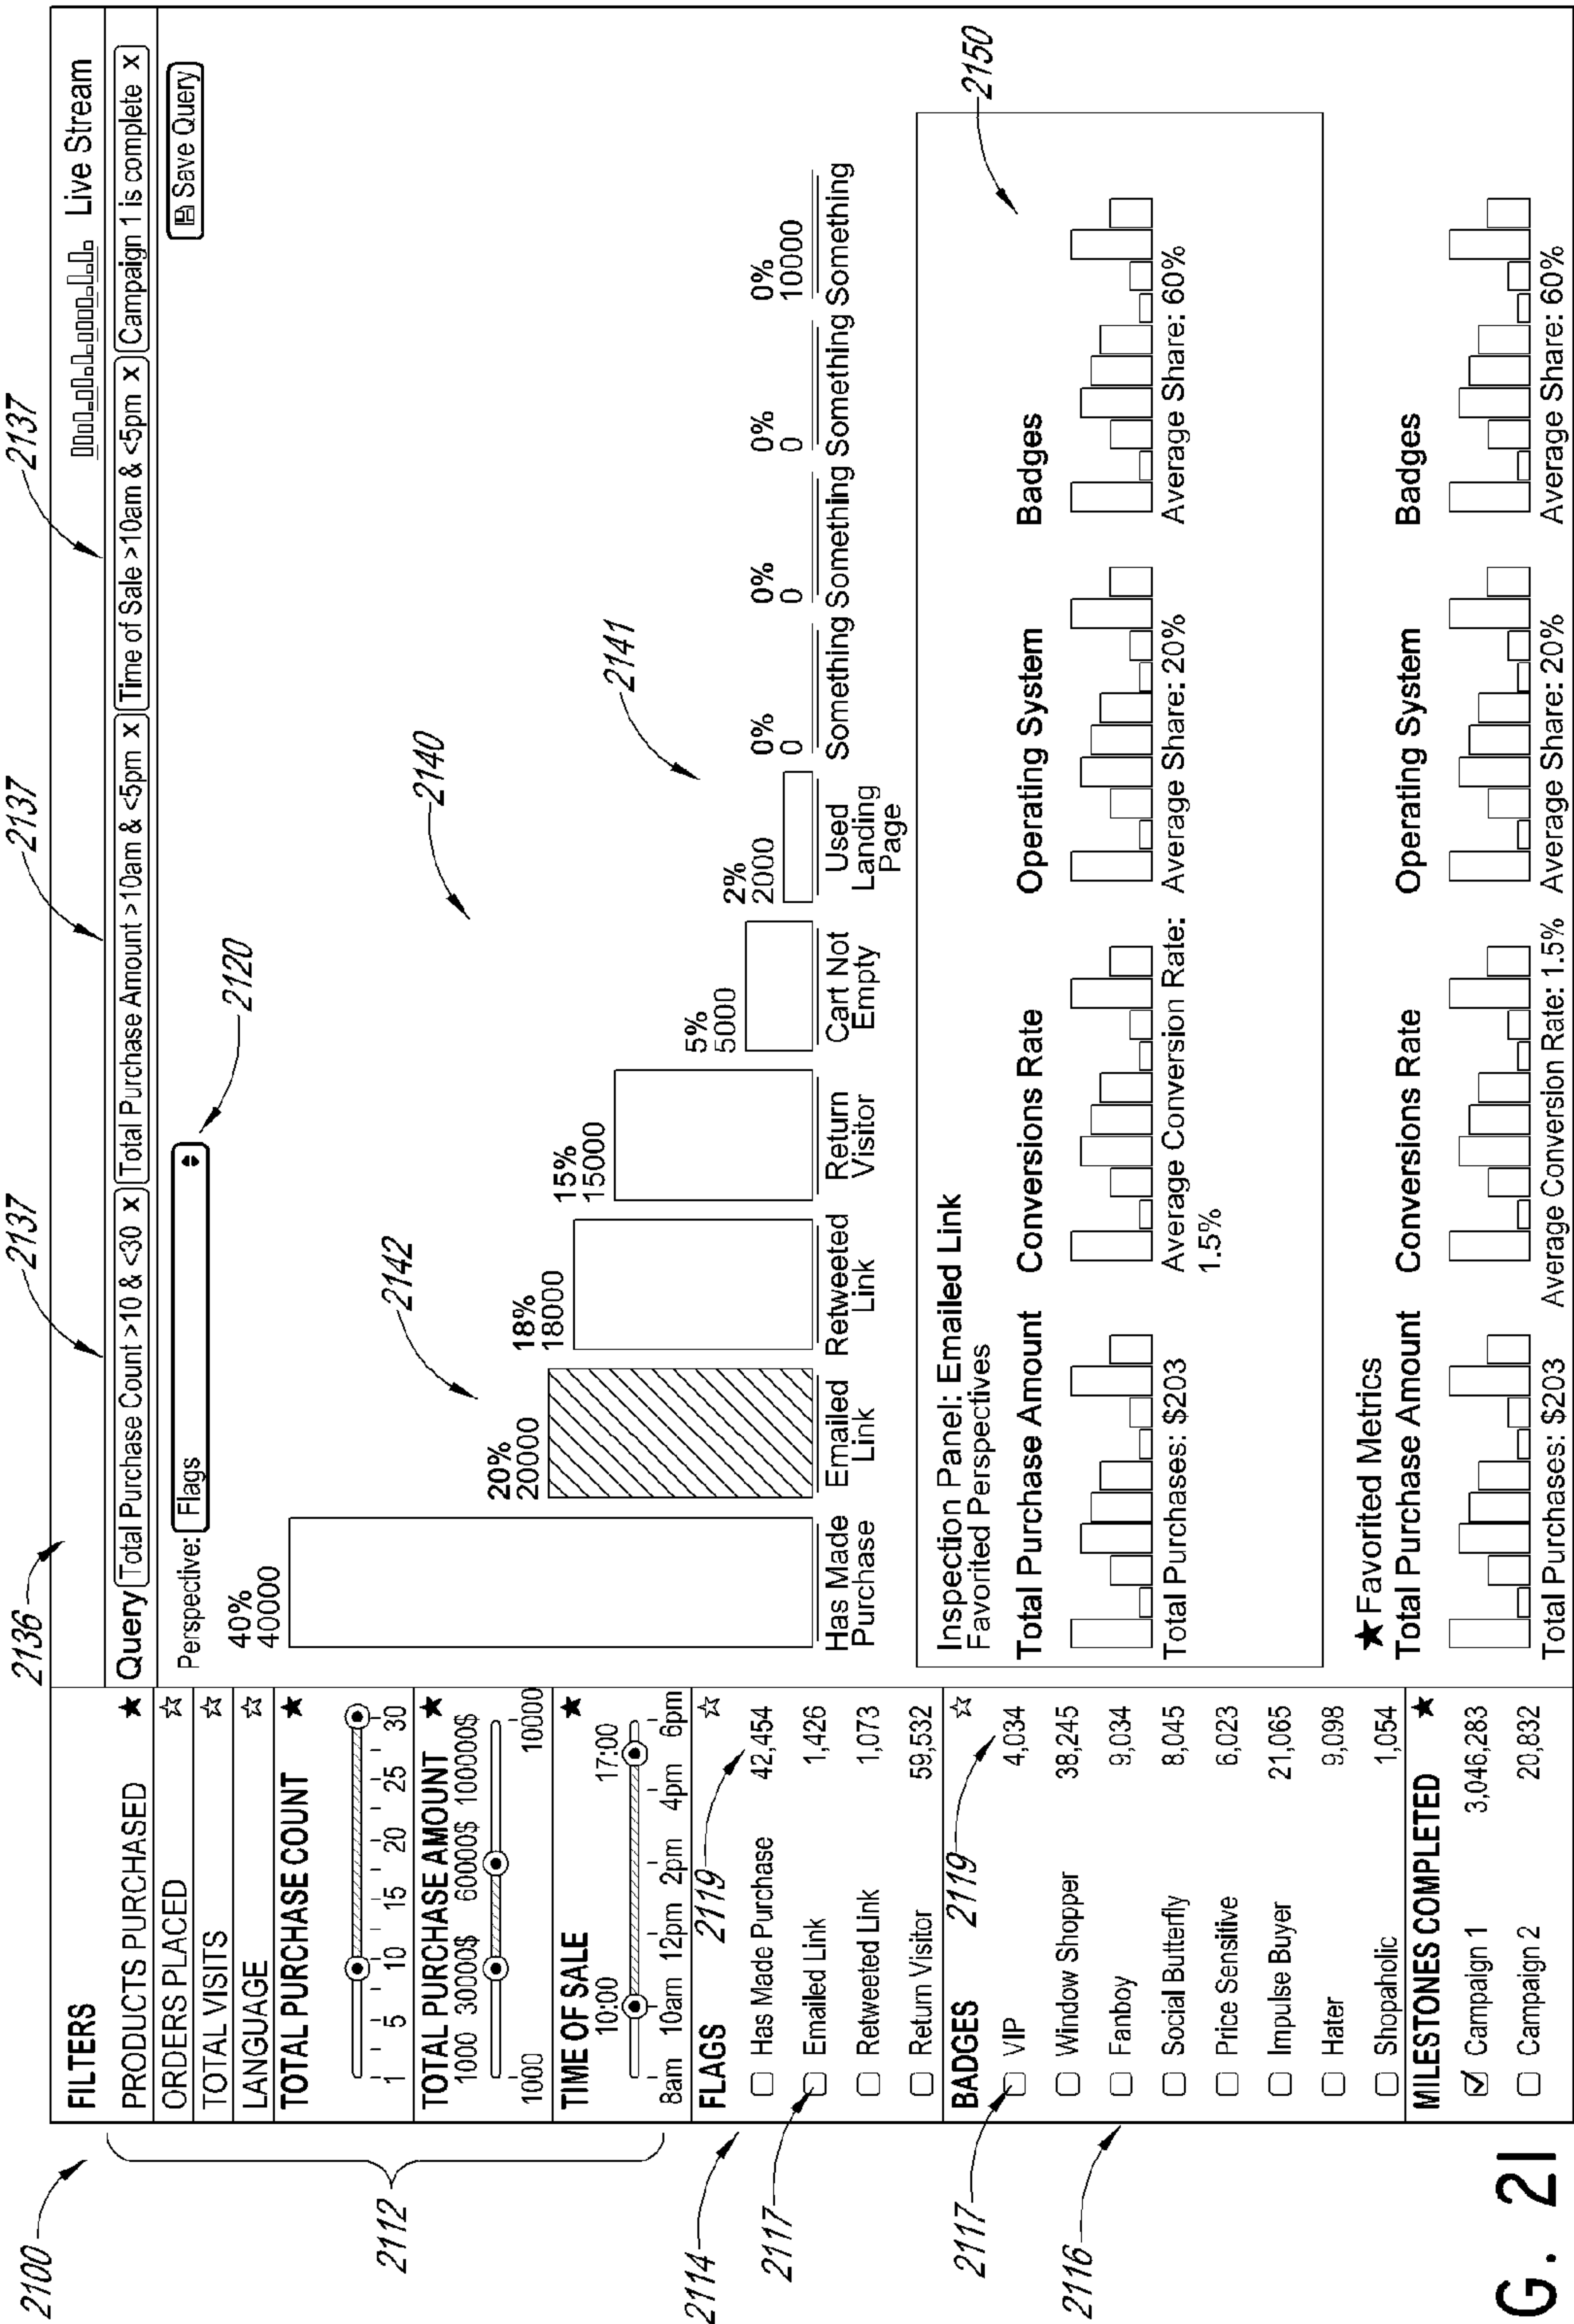 2100
2136
2137
2137
2137
FILTERS
Live Stream
PRODUCTS PURCHASED ★
ORDERS PLACED ☆
TOTAL VISITS ☆
LANGUAGE ☆
TOTAL PURCHASE COUNT ★
1 5 10 15 20 25 30
TOTAL PURCHASE AMOUNT ★
1000 30000$ 60000$ 100000$
1000 10000
TIME OF SALE ★
10:00 17:00
8am 10am 12pm 2pm 4pm 6pm
2112
FLAGS 2119 ☆
Has Made Purchase 42,454
Emailed Link 1,426
Retweeted Link 1,073
Return Visitor 59,532
2114
2117
BADGES 2119 ☆
VIP 4,034
Window Shopper 38,245
Fanboy 9,034
Social Butterfly 8,045
Price Sensitive 6,023
Impulse Buyer 21,065
Hater 9,098
Shopaholic 1,054
2117
2116
MILESTONES COMPLETED ★
Campaign 1 3,046,283
Campaign 2 20,832
Query Total Purchase Count >10 & <30 x Total Purchase Amount >10am & <5pm x Time of Sale >10am & <5pm x Campaign 1 is complete x
Perspective: Flags
Save Query
2120
2140
2142
2141
40%
40000
Has Made
Purchase
20%
20000
Emailed
Link
18%
18000
Retweeted
Link
15%
15000
Return
Visitor
5%
5000
Cart Not
Empty
2%
2000
Used
Landing
Page
0%
0
Something
0%
0
Something
0%
0
Something
0%
10000
Something
2150
Inspection Panel: Emailed Link
Favorited Perspectives
Total Purchase Amount Conversions Rate Operating System Badges
Total Purchases: $203 Average Conversion Rate: Average Share: 20% Average Share: 60%
1.5%
★ Favorited Metrics
Total Purchase Amount Conversions Rate Operating System Badges
Total Purchases: $203 Average Conversion Rate: 1.5% Average Share: 20% Average Share: 60%
G. 21